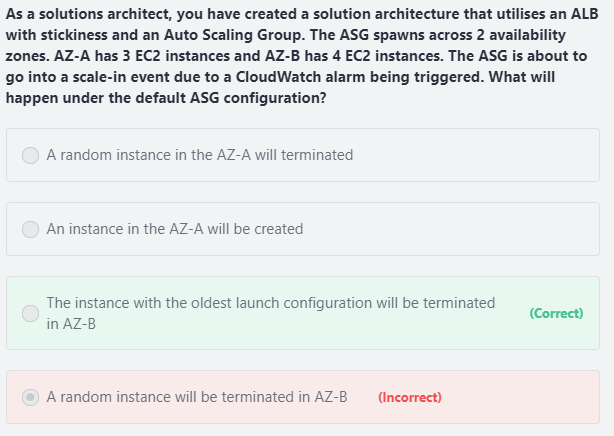 As a solutions architect, you have created a solution architecture that utilises an ALB
with stickiness and an Auto Scaling Group. The ASG spawns across 2 availability
zones. AZ-A has 3 EC2 instances and AZ-B has 4 EC2 instances. The ASG is about to
go into a scale-in event due to a CloudWatch alarm being triggered. What will
happen under the default ASG configuration?
A random instance in the AZ-A will terminated
An instance in the AZ-A will be created
The instance with the oldest launch configuration will be terminated
in AZ-B
(Correct)
A random instance will be terminated in AZ-B (Incorrect)